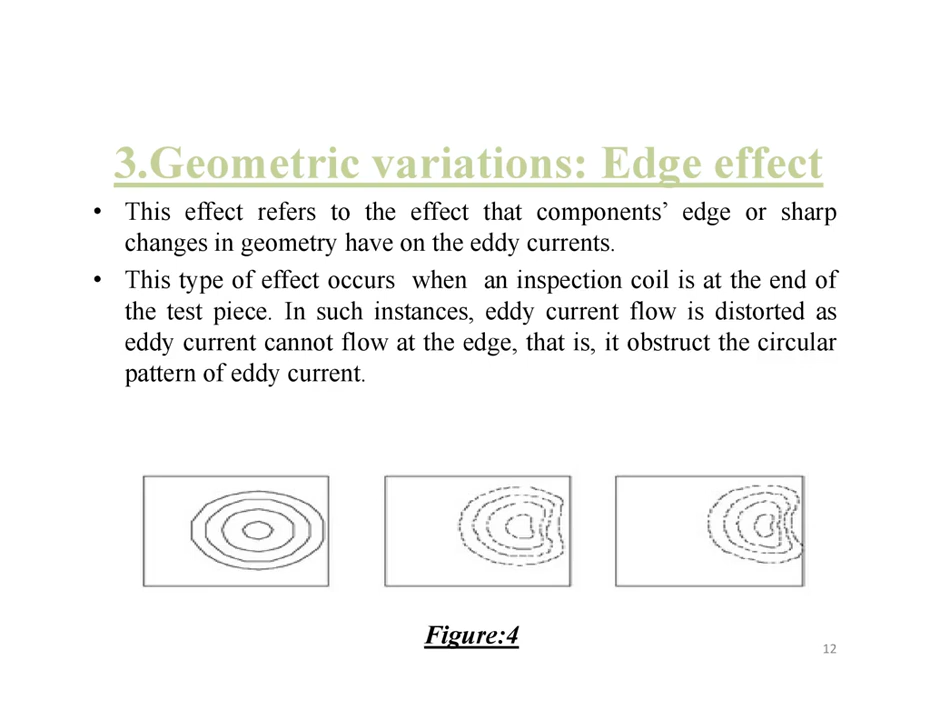 3.Geometric variations: Edge effect
• This effect refers to the effect that components’ edge or sharp
changes in geometry have on the eddy currents.
• This type of effect occurs when an inspection coil is at the end of
the test piece. In such instances, eddy current flow is distorted as
eddy current cannot flow at the edge, that is, it obstruct the circular
pattern of eddy current.
Figure:4
12